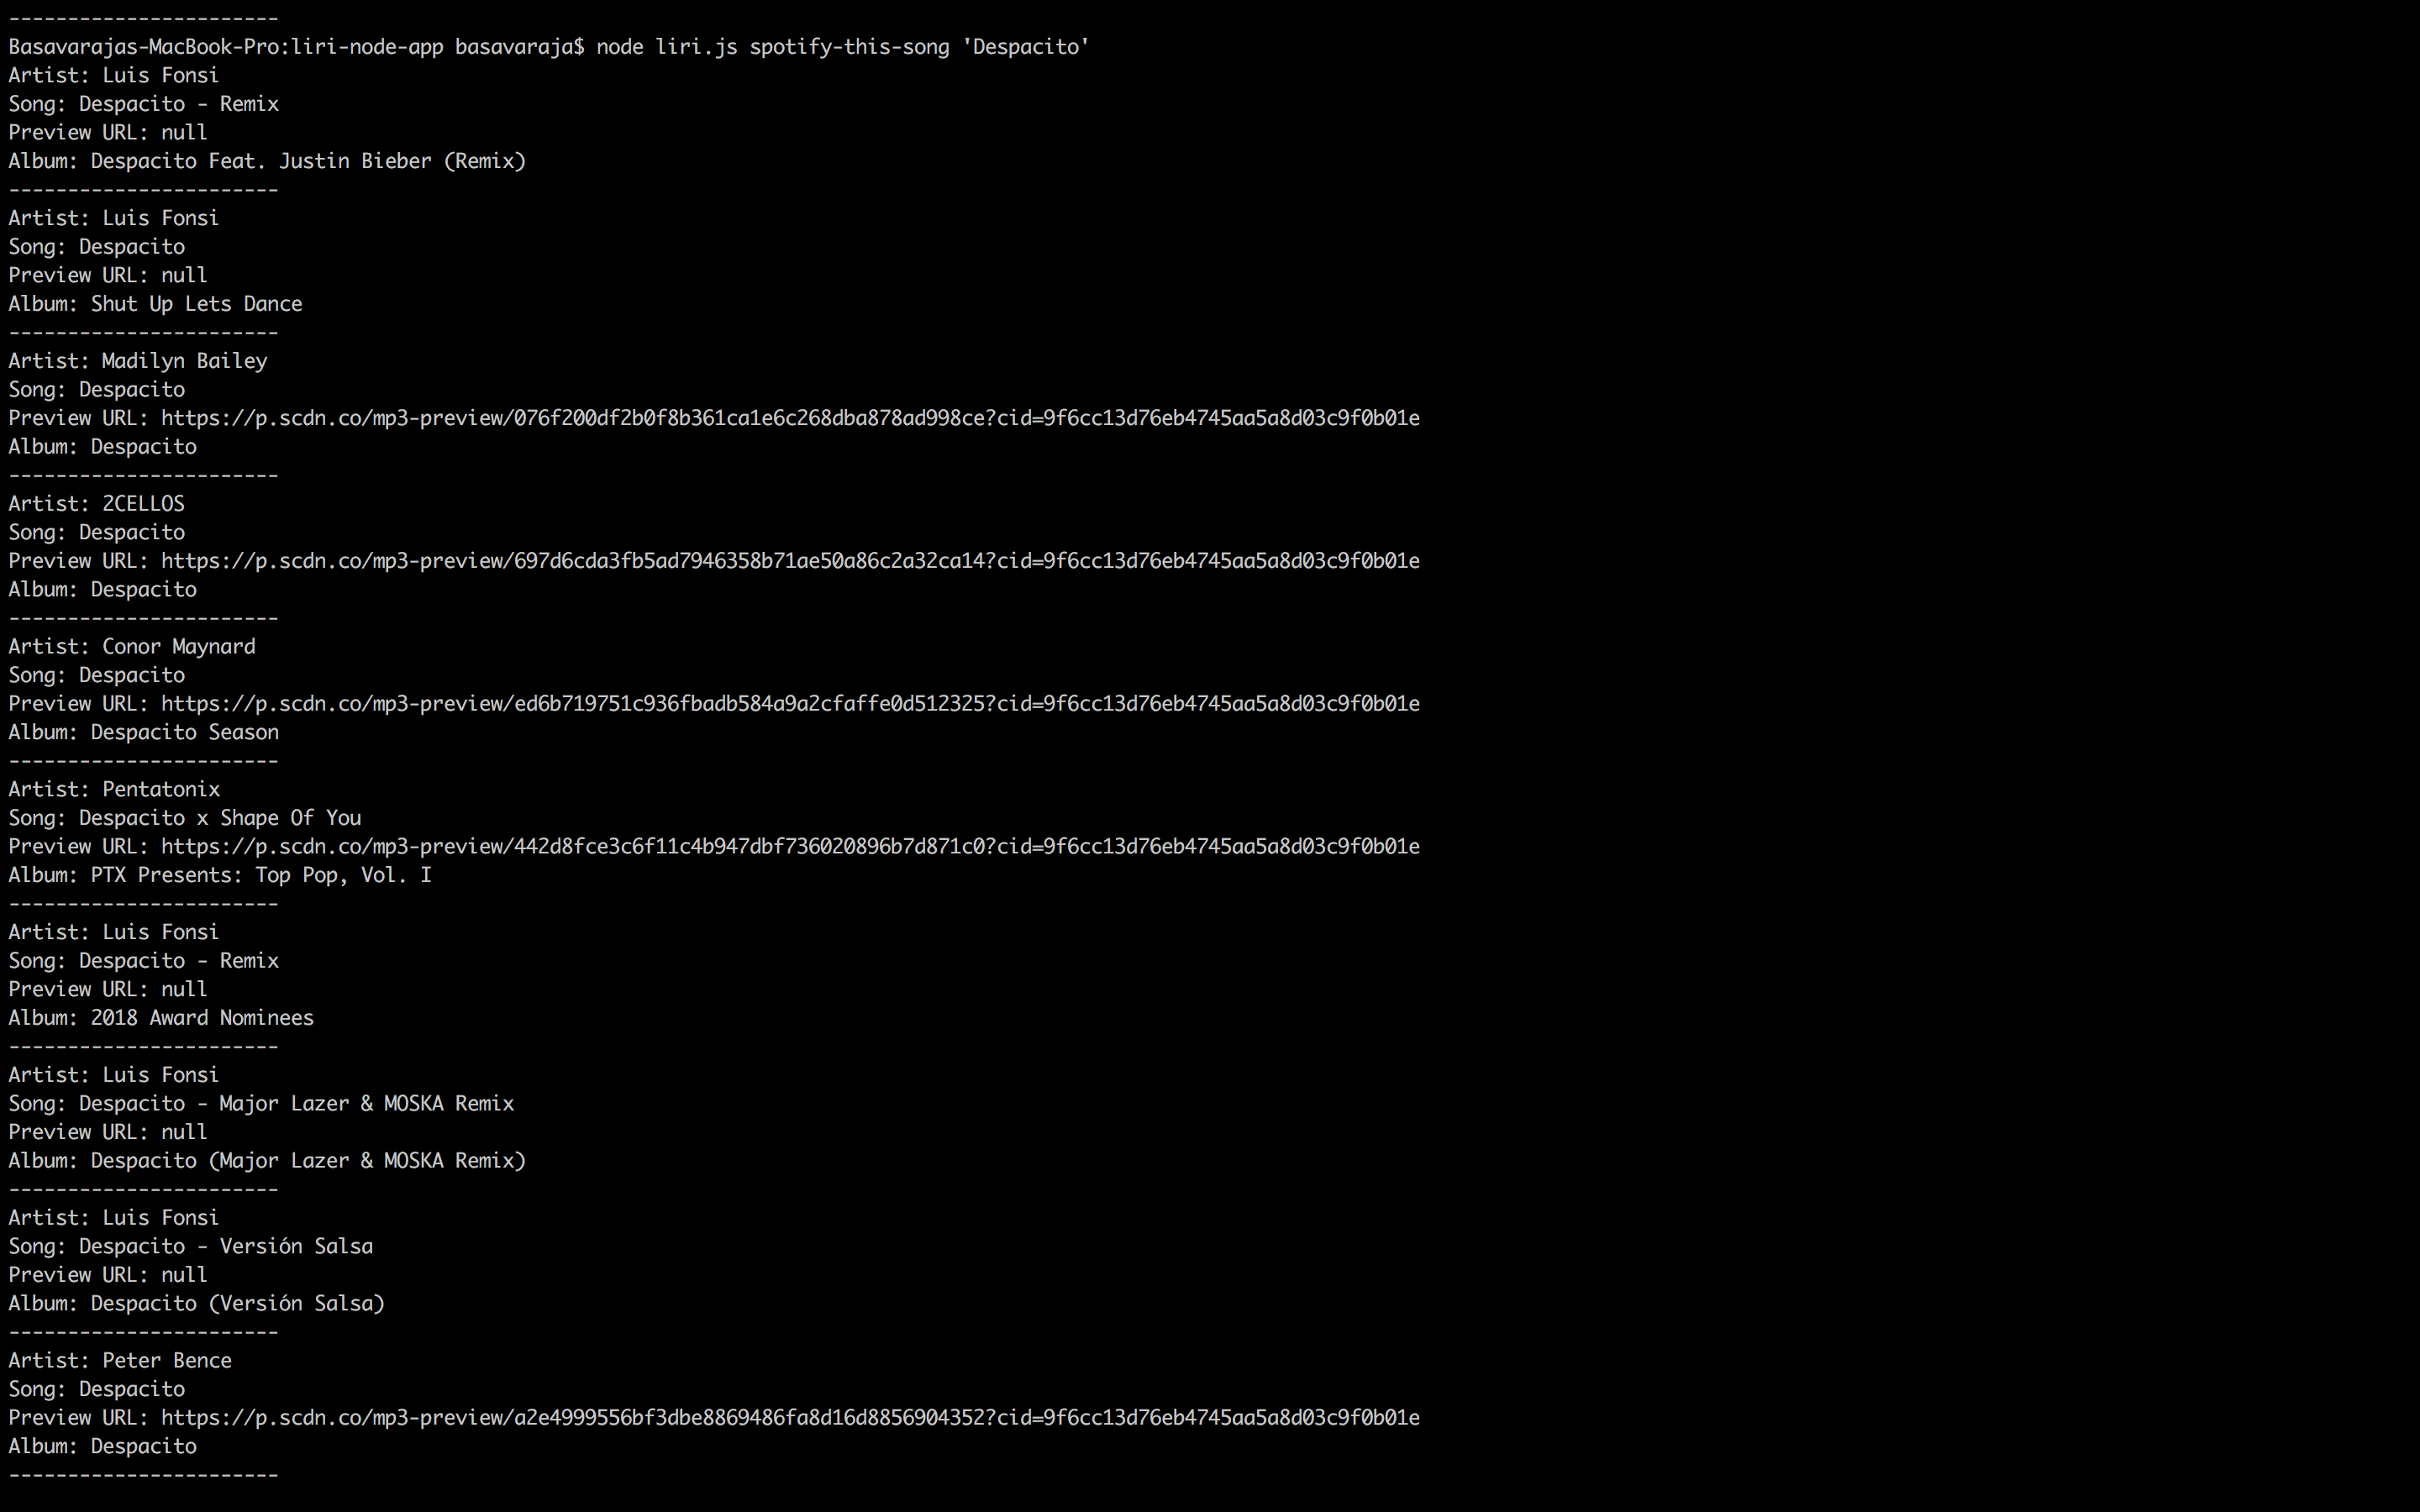 -----------------------
Basavarajas-MacBook-Pro:liri-node-app basavaraja$ node liri.js spotify-this-song 'Despacito'
Artist: Luis Fonsi
Song: Despacito - Remix
Preview URL: null
Album: Despacito Feat. Justin Bieber (Remix)
-----------------------
Artist: Luis Fonsi
Song: Despacito
Preview URL: null
Album: Shut Up Lets Dance
-----------------------
Artist: Madilyn Bailey
Song: Despacito
Preview URL: https://p.scdn.co/mp3-preview/076f200df2b0f8b361ca1e6c268dba878ad998ce?cid=9f6cc13d76eb4745aa5a8d03c9f0b01e
Album: Despacito
-----------------------
Artist: 2CELLOS
Song: Despacito
Preview URL: https://p.scdn.co/mp3-preview/697d6cda3fb5ad7946358b71ae50a86c2a32ca14?cid=9f6cc13d76eb4745aa5a8d03c9f0b01e
Album: Despacito
-----------------------
Artist: Conor Maynard
Song: Despacito
Preview URL: https://p.scdn.co/mp3-preview/ed6b719751c936fbadb584a9a2cfaffe0d512325?cid=9f6cc13d76eb4745aa5a8d03c9f0b01e
Album: Despacito Season
-----------------------
Artist: Pentatonix
Song: Despacito x Shape Of You
Preview URL: https://p.scdn.co/mp3-preview/442d8fce3c6f11c4b947dbf736020896b7d871c0?cid=9f6cc13d76eb4745aa5a8d03c9f0b01e
Album: PTX Presents: Top Pop, Vol. I
-----------------------
Artist: Luis Fonsi
Song: Despacito - Remix
Preview URL: null
Album: 2018 Award Nominees
-----------------------
Artist: Luis Fonsi
Song: Despacito - Major Lazer & MOSKA Remix
Preview URL: null
Album: Despacito (Major Lazer & MOSKA Remix)
-----------------------
Artist: Luis Fonsi
Song: Despacito - Versión Salsa
Preview URL: null
Album: Despacito (Versión Salsa)
-----------------------
Artist: Peter Bence
Song: Despacito
Preview URL: https://p.scdn.co/mp3-preview/a2e4999556bf3dbe8869486fa8d16d8856904352?cid=9f6cc13d76eb4745aa5a8d03c9f0b01e
Album: Despacito
-----------------------